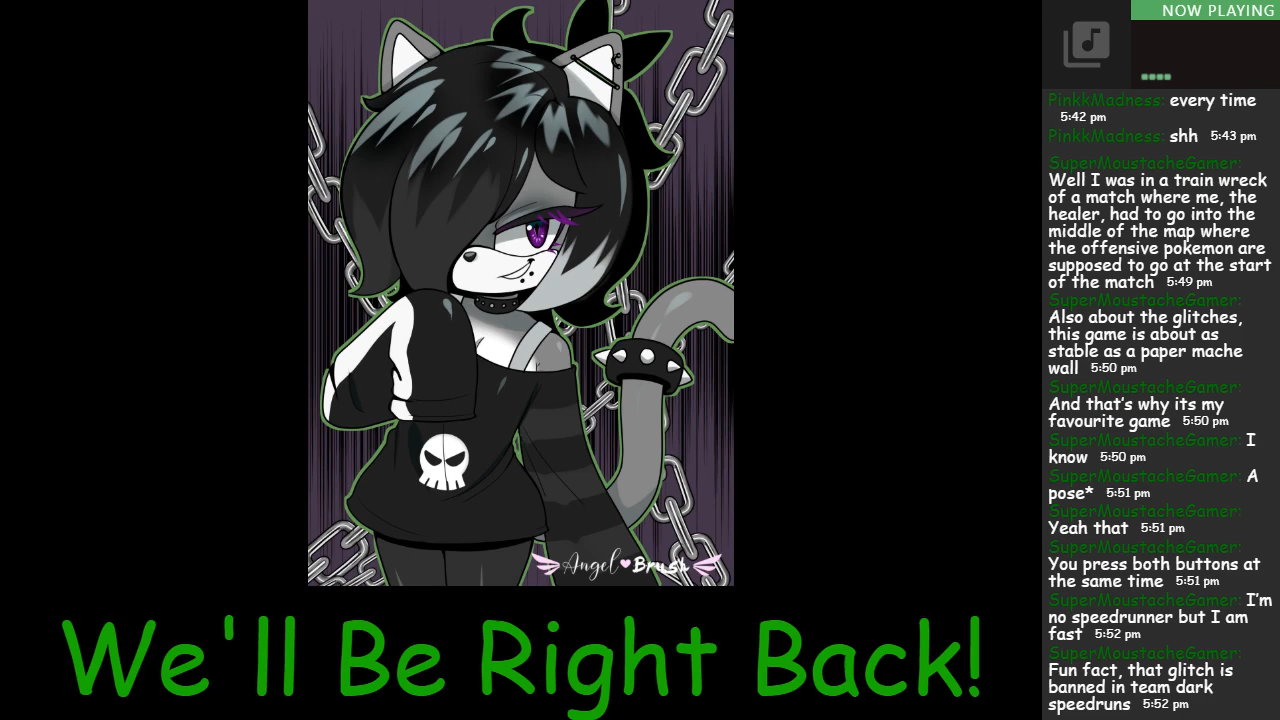 NOW PLAYING
PinkkMadness: every time
5:42 pm
PinkkMadness: shh 5:43 pm
SuperMoustacheGamer:
Well I was in a train wreck
of a match where me, the
healer, had to go into the
middle of the map where
the offensive pokemon are
supposed to go at the start
of the match 5:49 pm
SuperMoustacheGamer:
Also about the glitches,
this game is about as
stable as a paper mache
wall 5:50 pm
SuperMoustacheGamer:
And that's why its my
favourite game 5:50 pm
SuperMoustacheGamer: I
know 5:50 pm
SuperMoustacheGamer: A
pose* 5:51 pm
SuperMoustacheGamer:
Yeah that 5:51 pm
SuperMoustacheGamer:
You press both buttons at
the same time 5:51 pm
SuperMoustacheGamer: I'm
no speedrunner but I am
fast 5:52 pm
SuperMoustacheGamer:
Fun fact, that glitch is
banned in team dark
speedruns 5:52 pm
Angel Brush
We'll Be Right Back!